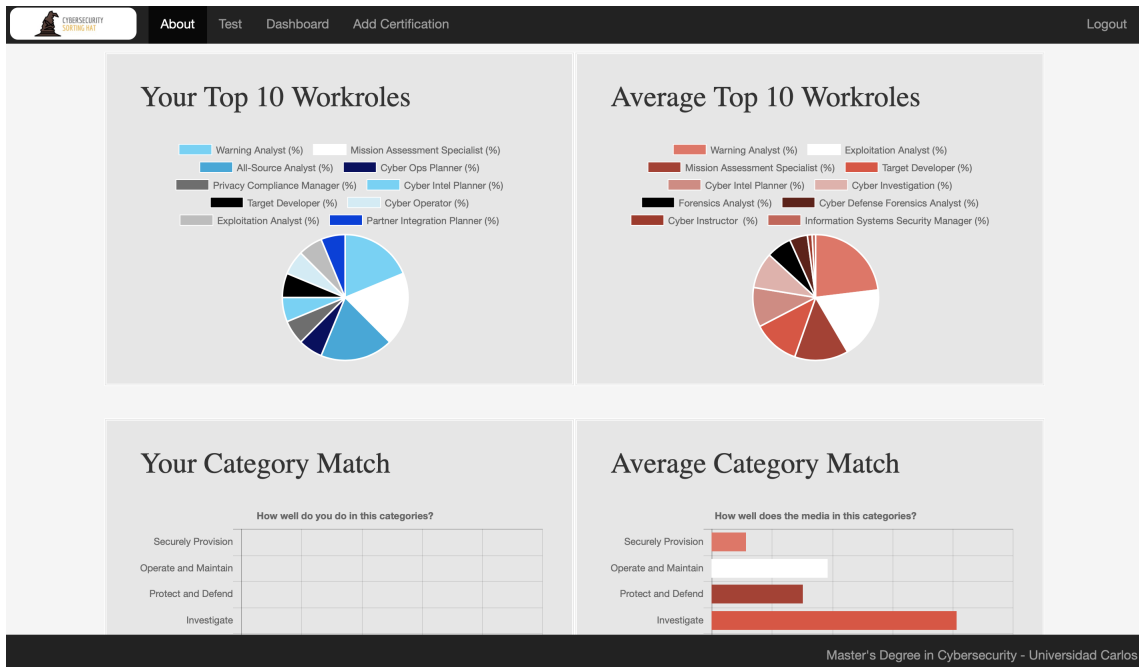 CYBERSECURITY
SORTING HAT
About Test Dashboard Add Certification Logout
Your Top 10 Workroles
Warning Analyst (%) Mission Assessment Specialist (%)
All-Source Analyst (%) Cyber Ops Planner (%)
Privacy Compliance Manager (%) Cyber Intel Planner (%)
Target Developer (%) Cyber Operator (%)
Exploitation Analyst (%) Partner Integration Planner (%)
Average Top 10 Workroles
Warning Analyst (%) Exploitation Analyst (%)
Mission Assessment Specialist (%) Target Developer (%)
Cyber Intel Planner (%) Cyber Investigation (%)
Forensics Analyst (%) Cyber Defense Forensics Analyst (%)
Cyber Instructor (%) Information Systems Security Manager (%)
Your Category Match
How well do you do in this categories?
Securely Provision
Operate and Maintain
Protect and Defend
Investigate
Average Category Match
How well does the media in this categories?
Securely Provision
Operate and Maintain
Protect and Defend
Investigate
Master's Degree in Cybersecurity - Universidad Carlos